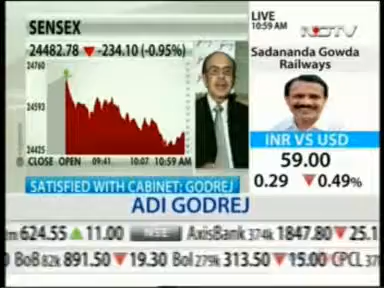 SENSEX
24482.78 ▼ -234.10 (-0.95%)
24760
24593
24425
CLOSE OPEN 09:41 10:07 10:59 AM
LIVE
10:59 AM
NDTV
Sadananda Gowda
Railways
INR VS USD
59.00
0.29 ▼0.49%
SATISFIED WITH CABINET: GODREJ
ADI GODREJ
624.55 ▲ 11.00 NSE AxisBank 374k 1847.80 ▼ 25.1
BoB 82k 891.50 ▼ 19.30 BoI 279k 313.50 ▼ 15.00 CPCL 37